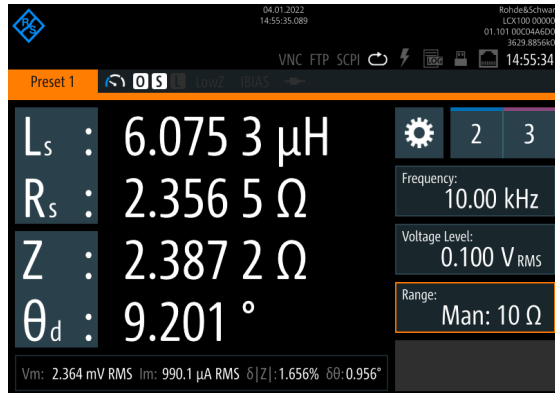 04.01.2022
14:55:35.089
Rohde&Schwar
LCX100 00000
01.101 00C04A6D0
3629.8856k0
VNC FTP SCPI
LOG
14:55:34
Preset 1
O S L LowZ IBIAS
Ls : 6.075 3 µH
2 3
Rs : 2.356 5 Ω
Frequency:
10.00 kHz
Z : 2.387 2 Ω
Voltage Level:
0.100 V RMS
θd : 9.201 °
Range:
Man: 10 Ω
Vm: 2.364 mV RMS Im: 990.1 µA RMS δ|Z|:1.656% δθ:0.956°